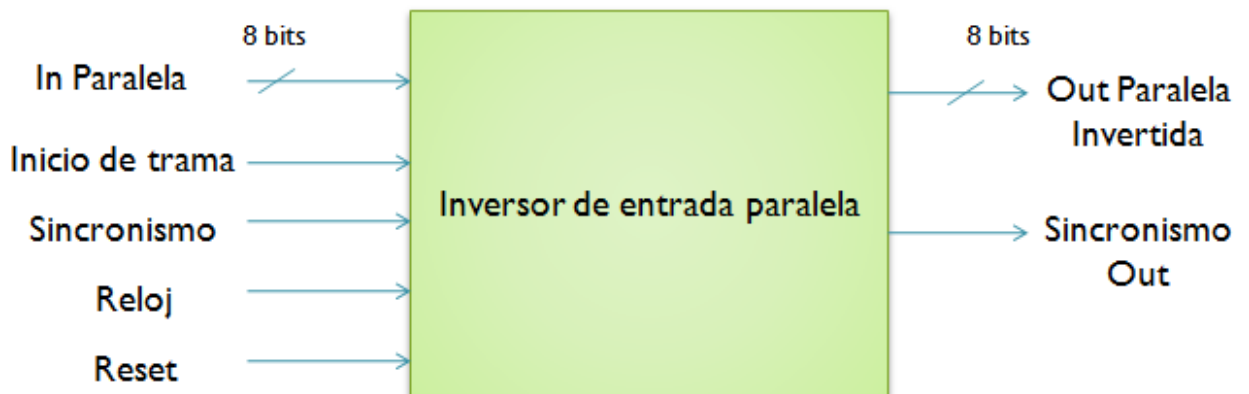 8 bits
In Paralela
Inicio de trama
Sincronismo
Reloj
Reset
Inversor de entrada paralela
8 bits
Out Paralela
Invertida
Sincronismo
Out